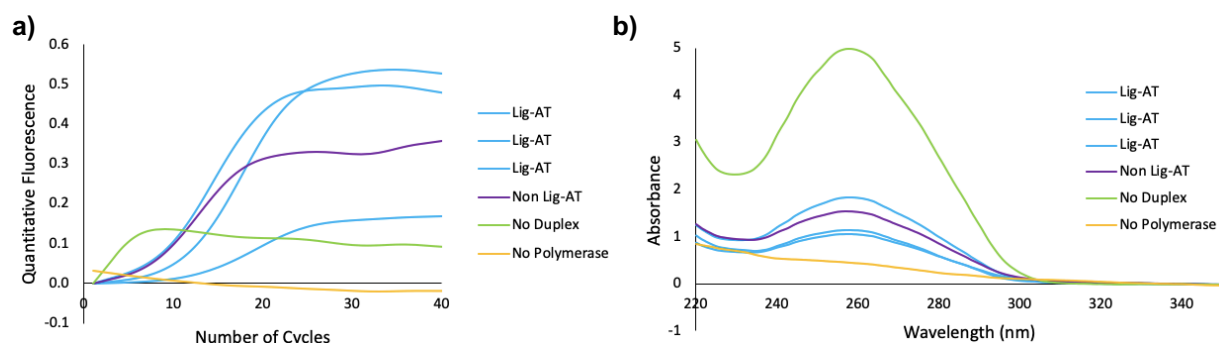 a)
0.6
0.5
0.4
0.3
0.2
0.1
0.0
-0.1
Quantitative Fluorescence
0 10 20 30 40
Number of Cycles
Lig-AT
Lig-AT
Lig-AT
Non Lig-AT
No Duplex
No Polymerase
b)
5
4
3
2
1
0
-1
Absorbance
220 240 260 280 300 320 340
Wavelength (nm)
Lig-AT
Lig-AT
Lig-AT
Non Lig-AT
No Duplex
No Polymerase